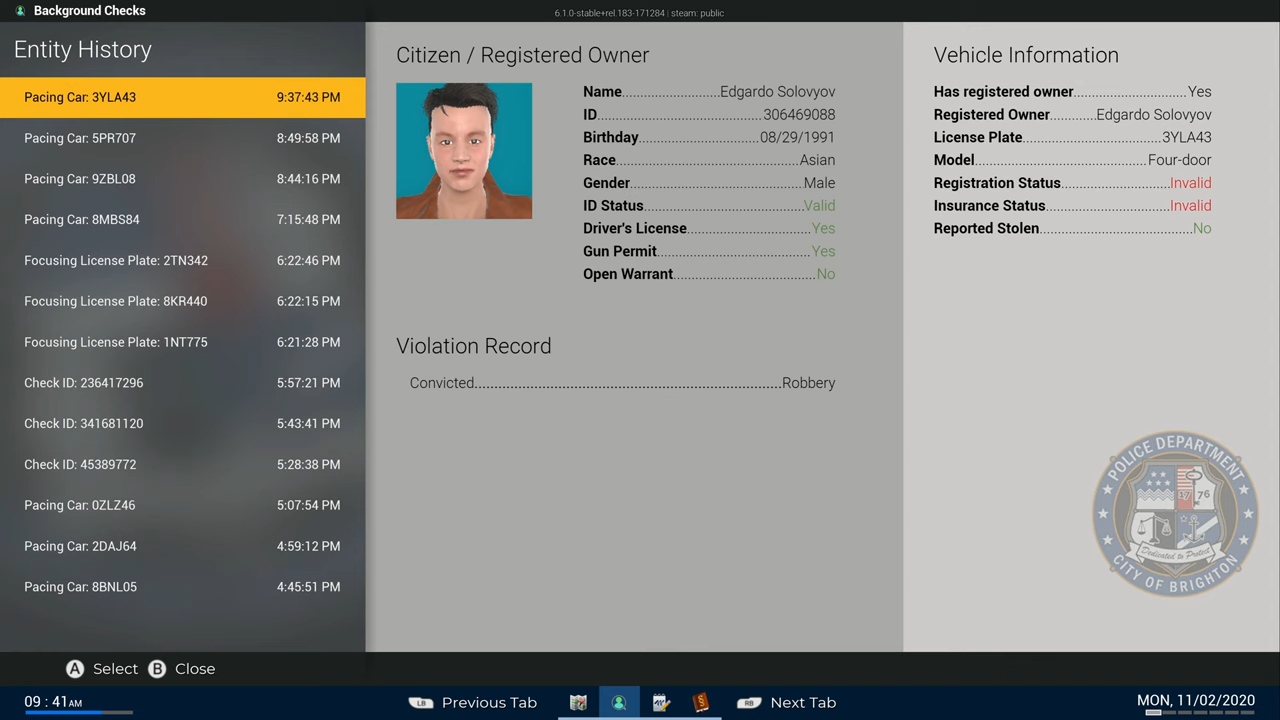 Background Checks
6.1.0-stable+rel.183-171284 | steam: public
Entity History
Pacing Car: 3YLA43 9:37:43 PM
Pacing Car: 5PR707 8:49:58 PM
Pacing Car: 9ZBL08 8:44:16 PM
Pacing Car: 8MBS84 7:15:48 PM
Focusing License Plate: 2TN342 6:22:46 PM
Focusing License Plate: 8KR440 6:22:15 PM
Focusing License Plate: 1NT775 6:21:28 PM
Check ID: 236417296 5:57:21 PM
Check ID: 341681120 5:43:41 PM
Check ID: 45389772 5:28:38 PM
Pacing Car: 0ZLZ46 5:07:54 PM
Pacing Car: 2DAJ64 4:59:12 PM
Pacing Car: 8BNL05 4:45:51 PM
Citizen / Registered Owner
Name Edgardo Solovyov
ID 306469088
Birthday 08/29/1991
Race Asian
Gender Male
ID Status Valid
Driver's License Yes
Gun Permit Yes
Open Warrant No
Violation Record
Convicted Robbery
Vehicle Information
Has registered owner Yes
Registered Owner Edgardo Solovyov
License Plate 3YLA43
Model Four-door
Registration Status Invalid
Insurance Status Invalid
Reported Stolen No
POLICE DEPARTMENT
17 76
Dedicated to Protect
CITY OF BRIGHTON
A Select B Close
09 : 41 AM
LB Previous Tab
RB Next Tab
MON, 11/02/2020